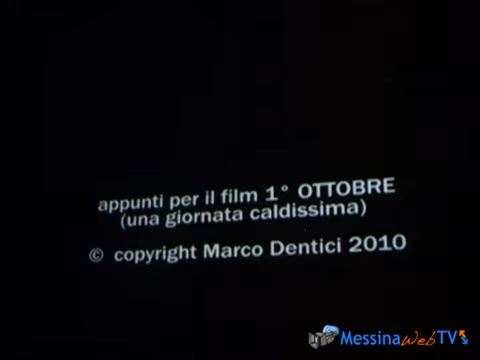 appunti per il film 1° OTTOBRE
(una giornata caldissima)
© copyright Marco Dentici 2010
MessinaWebTV